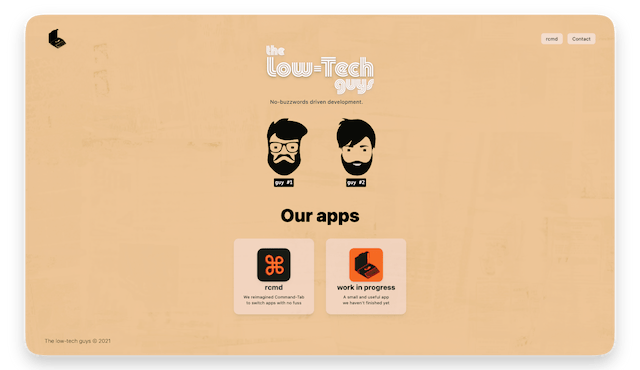 rcmd
Contact
the
Low-Tech
guys
No-buzzwords driven development.
guy #1
guy #2
Our apps
rcmd
We reimagined Command-Tab
to switch apps with no fuss
work in progress
A small and useful app
we haven't finished yet
The low-tech guys © 2021